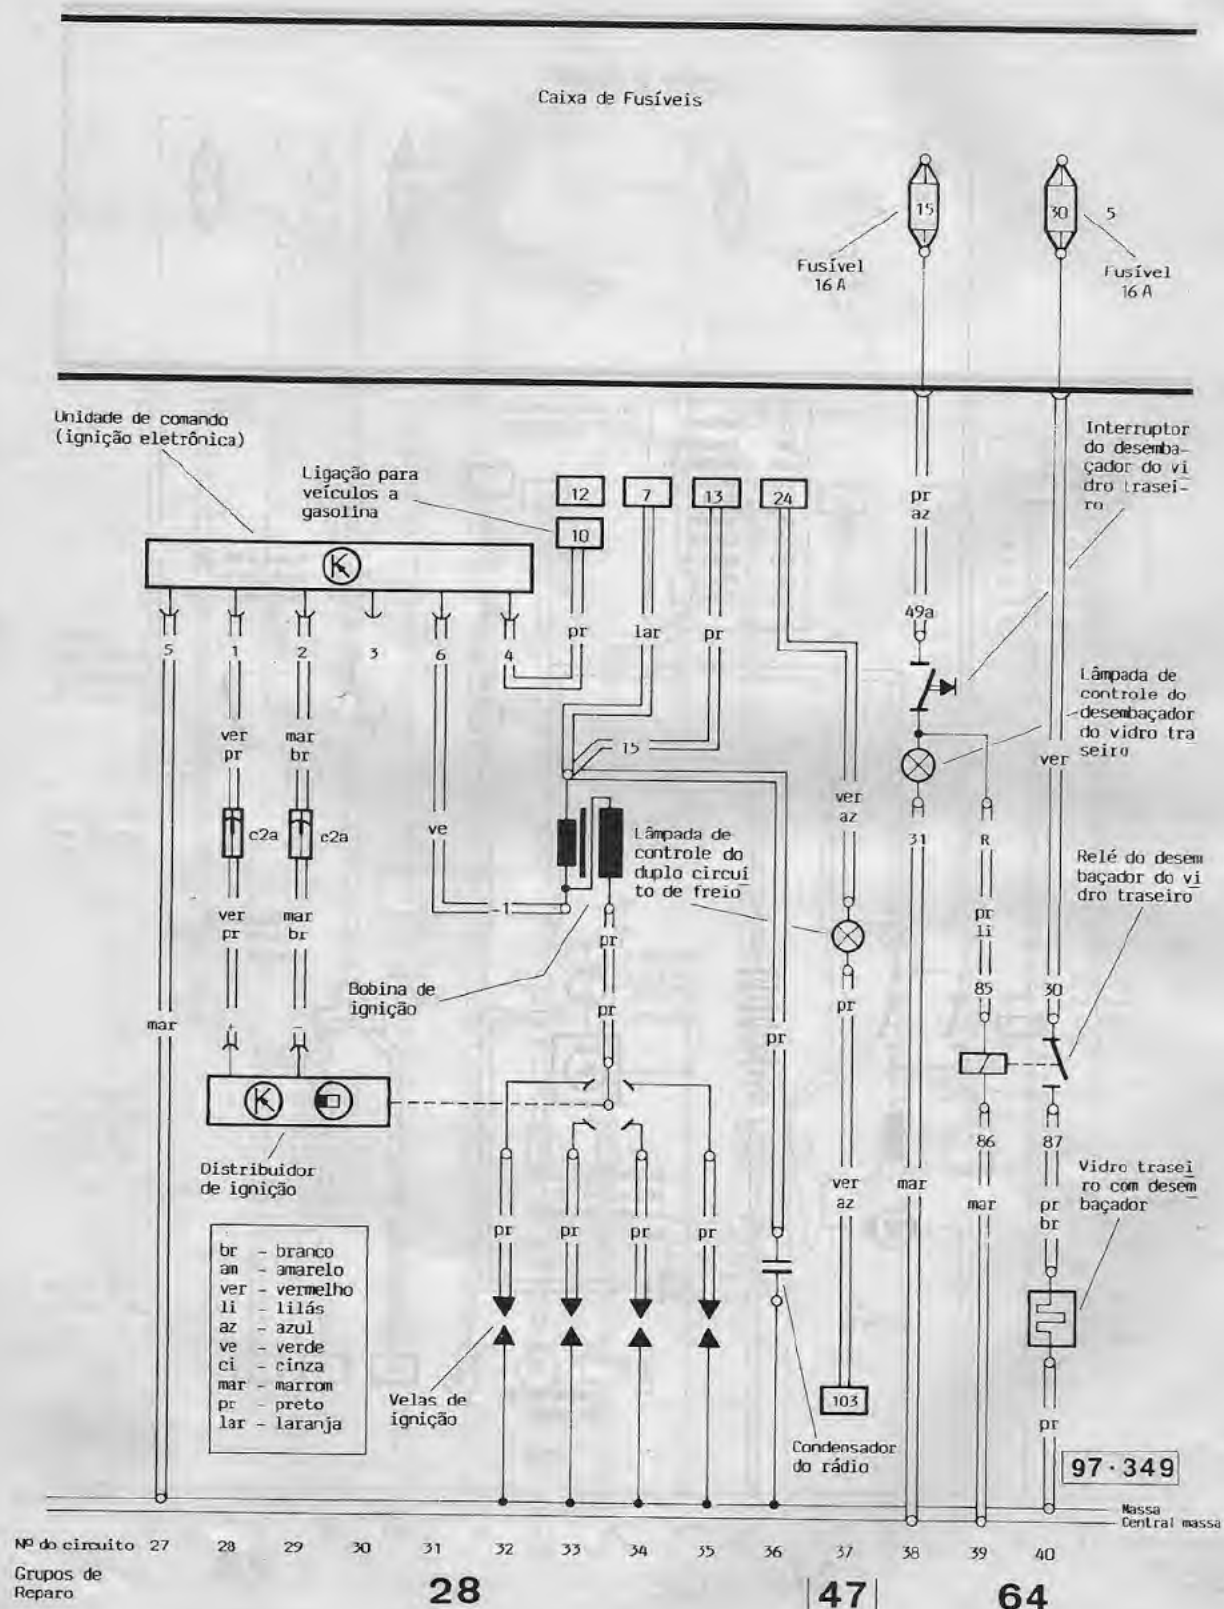 Caixa de Fusíveis
15
30
5
Fusível
16 A
Fusível
16 A
Unidade de comando
(ignição eletrônica)
Ligação para
veículos a
gasolina
12
7
13
24
10
Interruptor
do desemba-
çador do vi
dro trasei-
ro
pr
az
49a
5
1
2
3
6
4
pr
lar
pr
Lâmpada de
controle do
desembaçador
do vidro tra
seiro
ver
pr
mar
br
15
ver
ver
az
c2a
c2a
ve
Lâmpada de
controle do
duplo circui
to de freio
31
R
Relé do desem
baçador do vi
dro traseiro
ver
pr
mar
br
-1
pr
pr
li
Bobina de
ignição
85
30
mar
pr
pr
pr
+
−
86
87
Distribuidor
de ignição
ver
az
mar
mar
Vidro trasei
ro com desem
baçador
pr
br
pr
pr
pr
pr
br - branco
am - amarelo
ver - vermelho
li - lilás
az - azul
ve - verde
ci - cinza
mar - marrom
pr - preto
lar - laranja
Velas de
ignição
103
Condensador
do rádio
pr
97·349
Massa
Central massa
Nº do circuito 27 28 29 30 31 32 33 34 35 36 37 38 39 40
Grupos de
Reparo
28 47 64